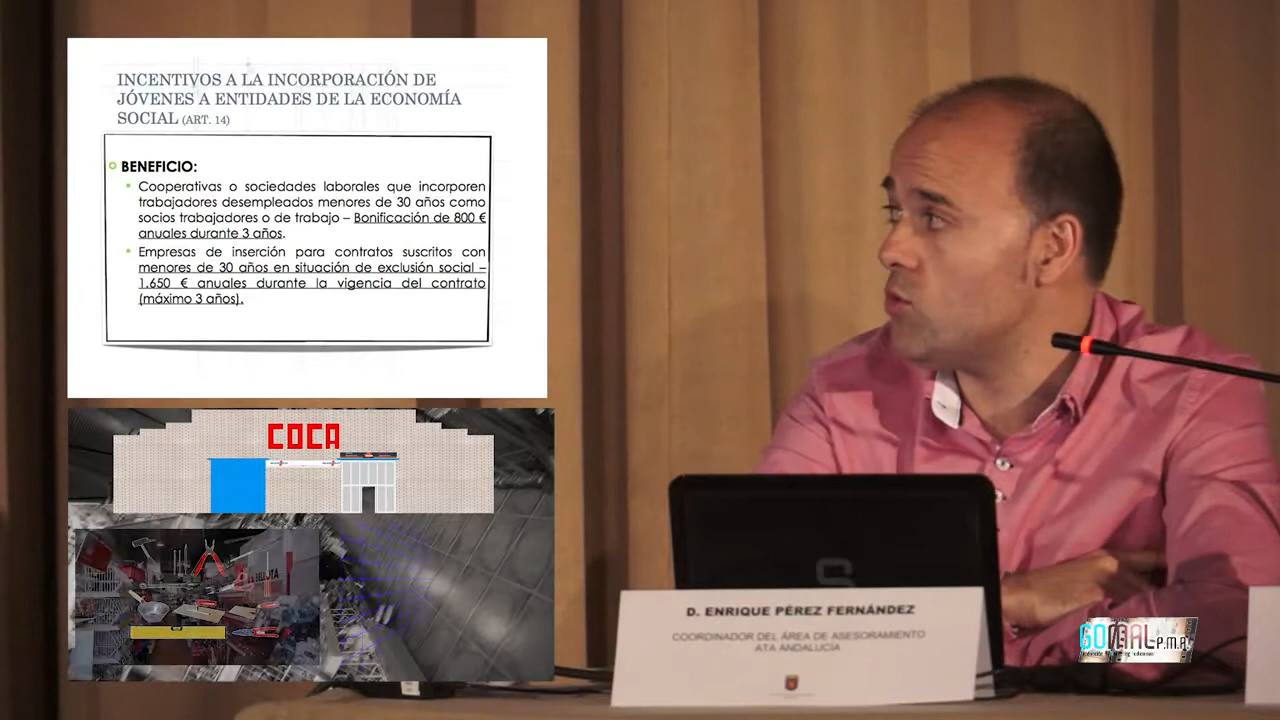 INCENTIVOS A LA INCORPORACIÓN DE
JÓVENES A ENTIDADES DE LA ECONOMÍA
SOCIAL (ART. 14)
BENEFICIO:
Cooperativas o sociedades laborales que incorporen
trabajadores desempleados menores de 30 años como
socios trabajadores o de trabajo – Bonificación de 800 €
anuales durante 3 años.
Empresas de inserción para contratos suscritos con
menores de 30 años en situación de exclusión social –
1.650 € anuales durante la vigencia del contrato
(máximo 3 años).
COCA
BELLOTA
D. ENRIQUE PÉREZ FERNÁNDEZ
COORDINADOR DEL ÁREA DE ASESORAMIENTO
ATA ANDALUCÍA
GOMAL P.M.A.